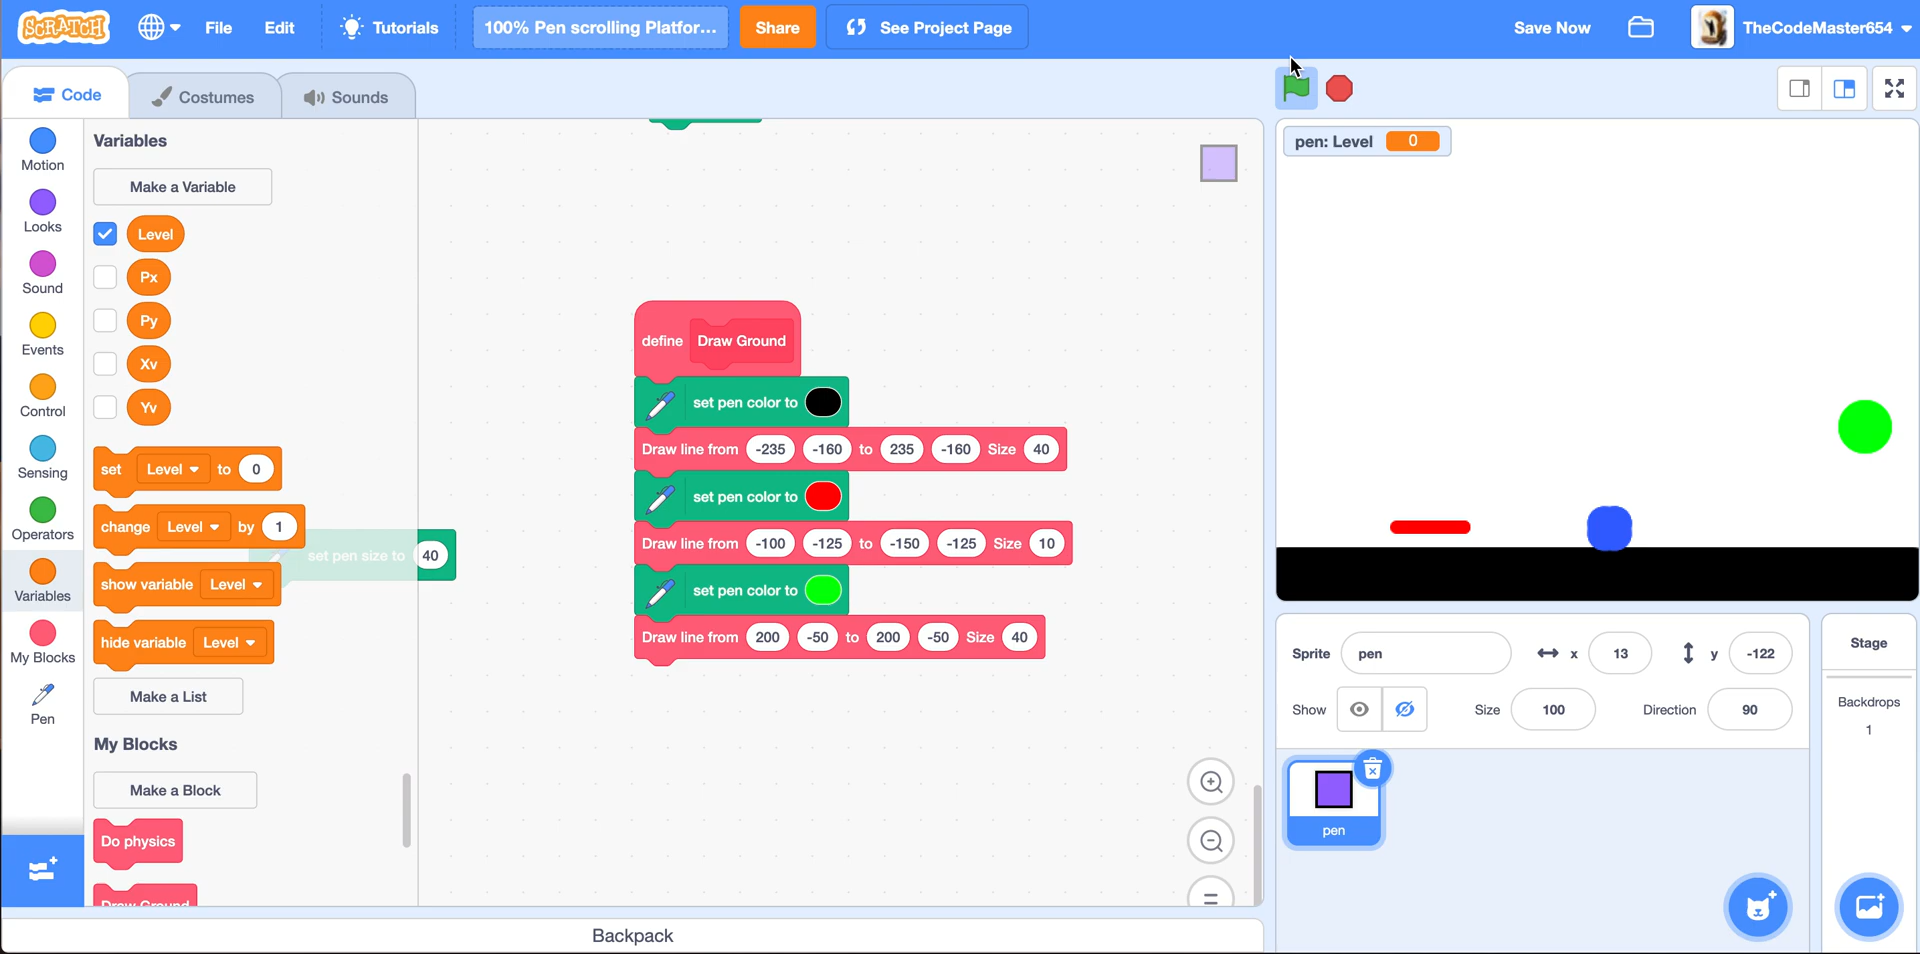 SCRATCH File Edit Tutorials 100% Pen scrolling Platfor... Share See Project Page Save Now TheCodeMaster654
Code Costumes Sounds
Motion
Looks
Sound
Events
Control
Sensing
Operators
Variables
My Blocks
Pen
Variables
Make a Variable
Level
Px
Py
Xv
Yv
set Level to 0
change Level by 1
set pen size to 40
show variable Level
hide variable Level
Make a List
My Blocks
Make a Block
Do physics
Draw Ground
define Draw Ground
set pen color to
Draw line from -235 -160 to 235 -160 Size 40
set pen color to
Draw line from -100 -125 to -150 -125 Size 10
set pen color to
Draw line from 200 -50 to 200 -50 Size 40
Backpack
pen: Level 0
Sprite pen x 13 y -122
Show Size 100 Direction 90
pen
Stage
Backdrops
1